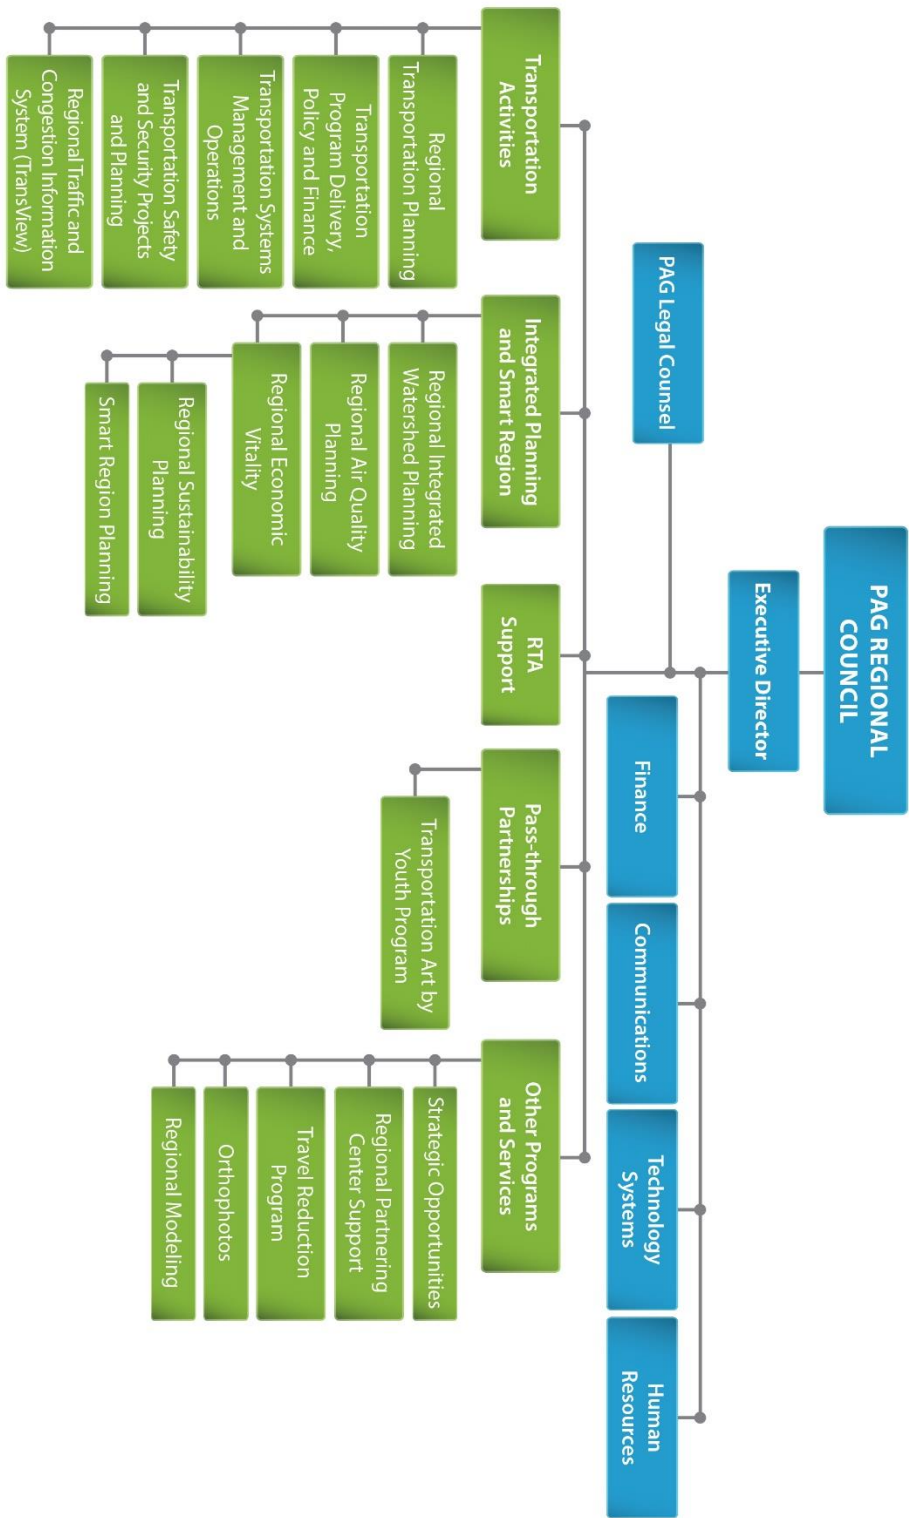 PAG REGIONAL
COUNCIL
Executive Director
PAG Legal Counsel
Finance
Communications
Technology
Systems
Human
Resources
Transportation
Activities
Regional
Transportation Planning
Transportation
Program Delivery,
Policy and Finance
Transportation Systems
Management and
Operations
Transportation Safety
and Security Projects
and Planning
Regional Traffic and
Congestion Information
System (TransView)
Integrated Planning
and Smart Region
Regional Integrated
Watershed Planning
Regional Air Quality
Planning
Regional Economic
Vitality
Regional Sustainability
Planning
Smart Region Planning
RTA
Support
Pass-through
Partnerships
Transportation Art by
Youth Program
Other Programs
and Services
Strategic Opportunities
Regional Partnering
Center Support
Travel Reduction
Program
Orthophotos
Regional Modeling